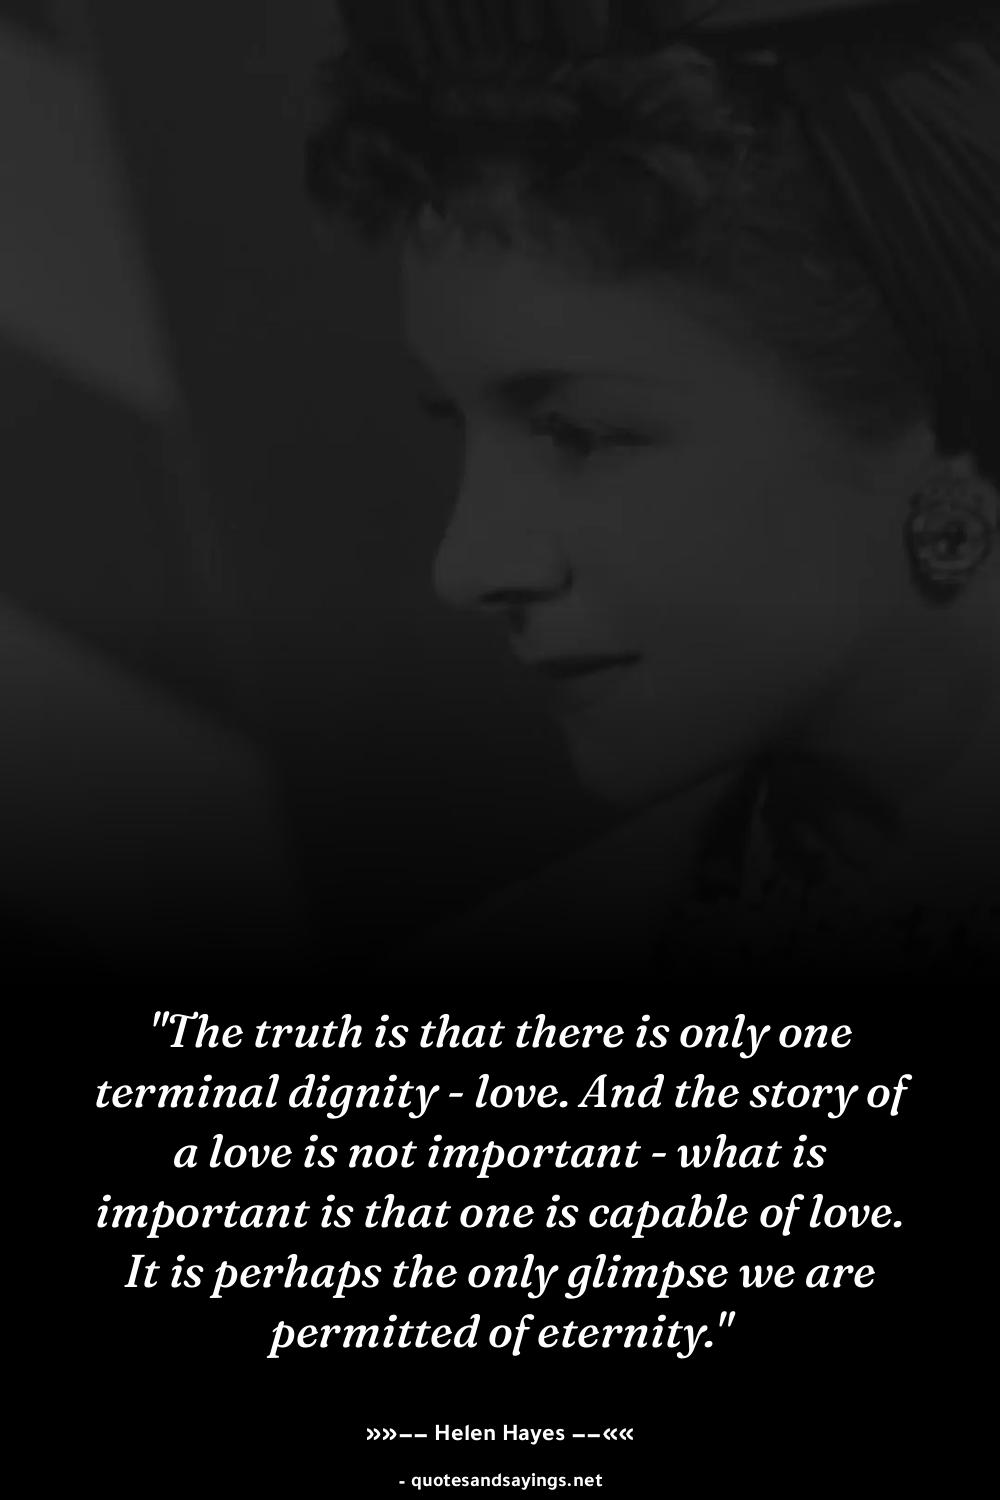 "The truth is that there is only one
terminal dignity - love. And the story of
a love is not important - what is
important is that one is capable of love.
It is perhaps the only glimpse we are
permitted of eternity."
»»−− Helen Hayes −−««
- quotesandsayings.net